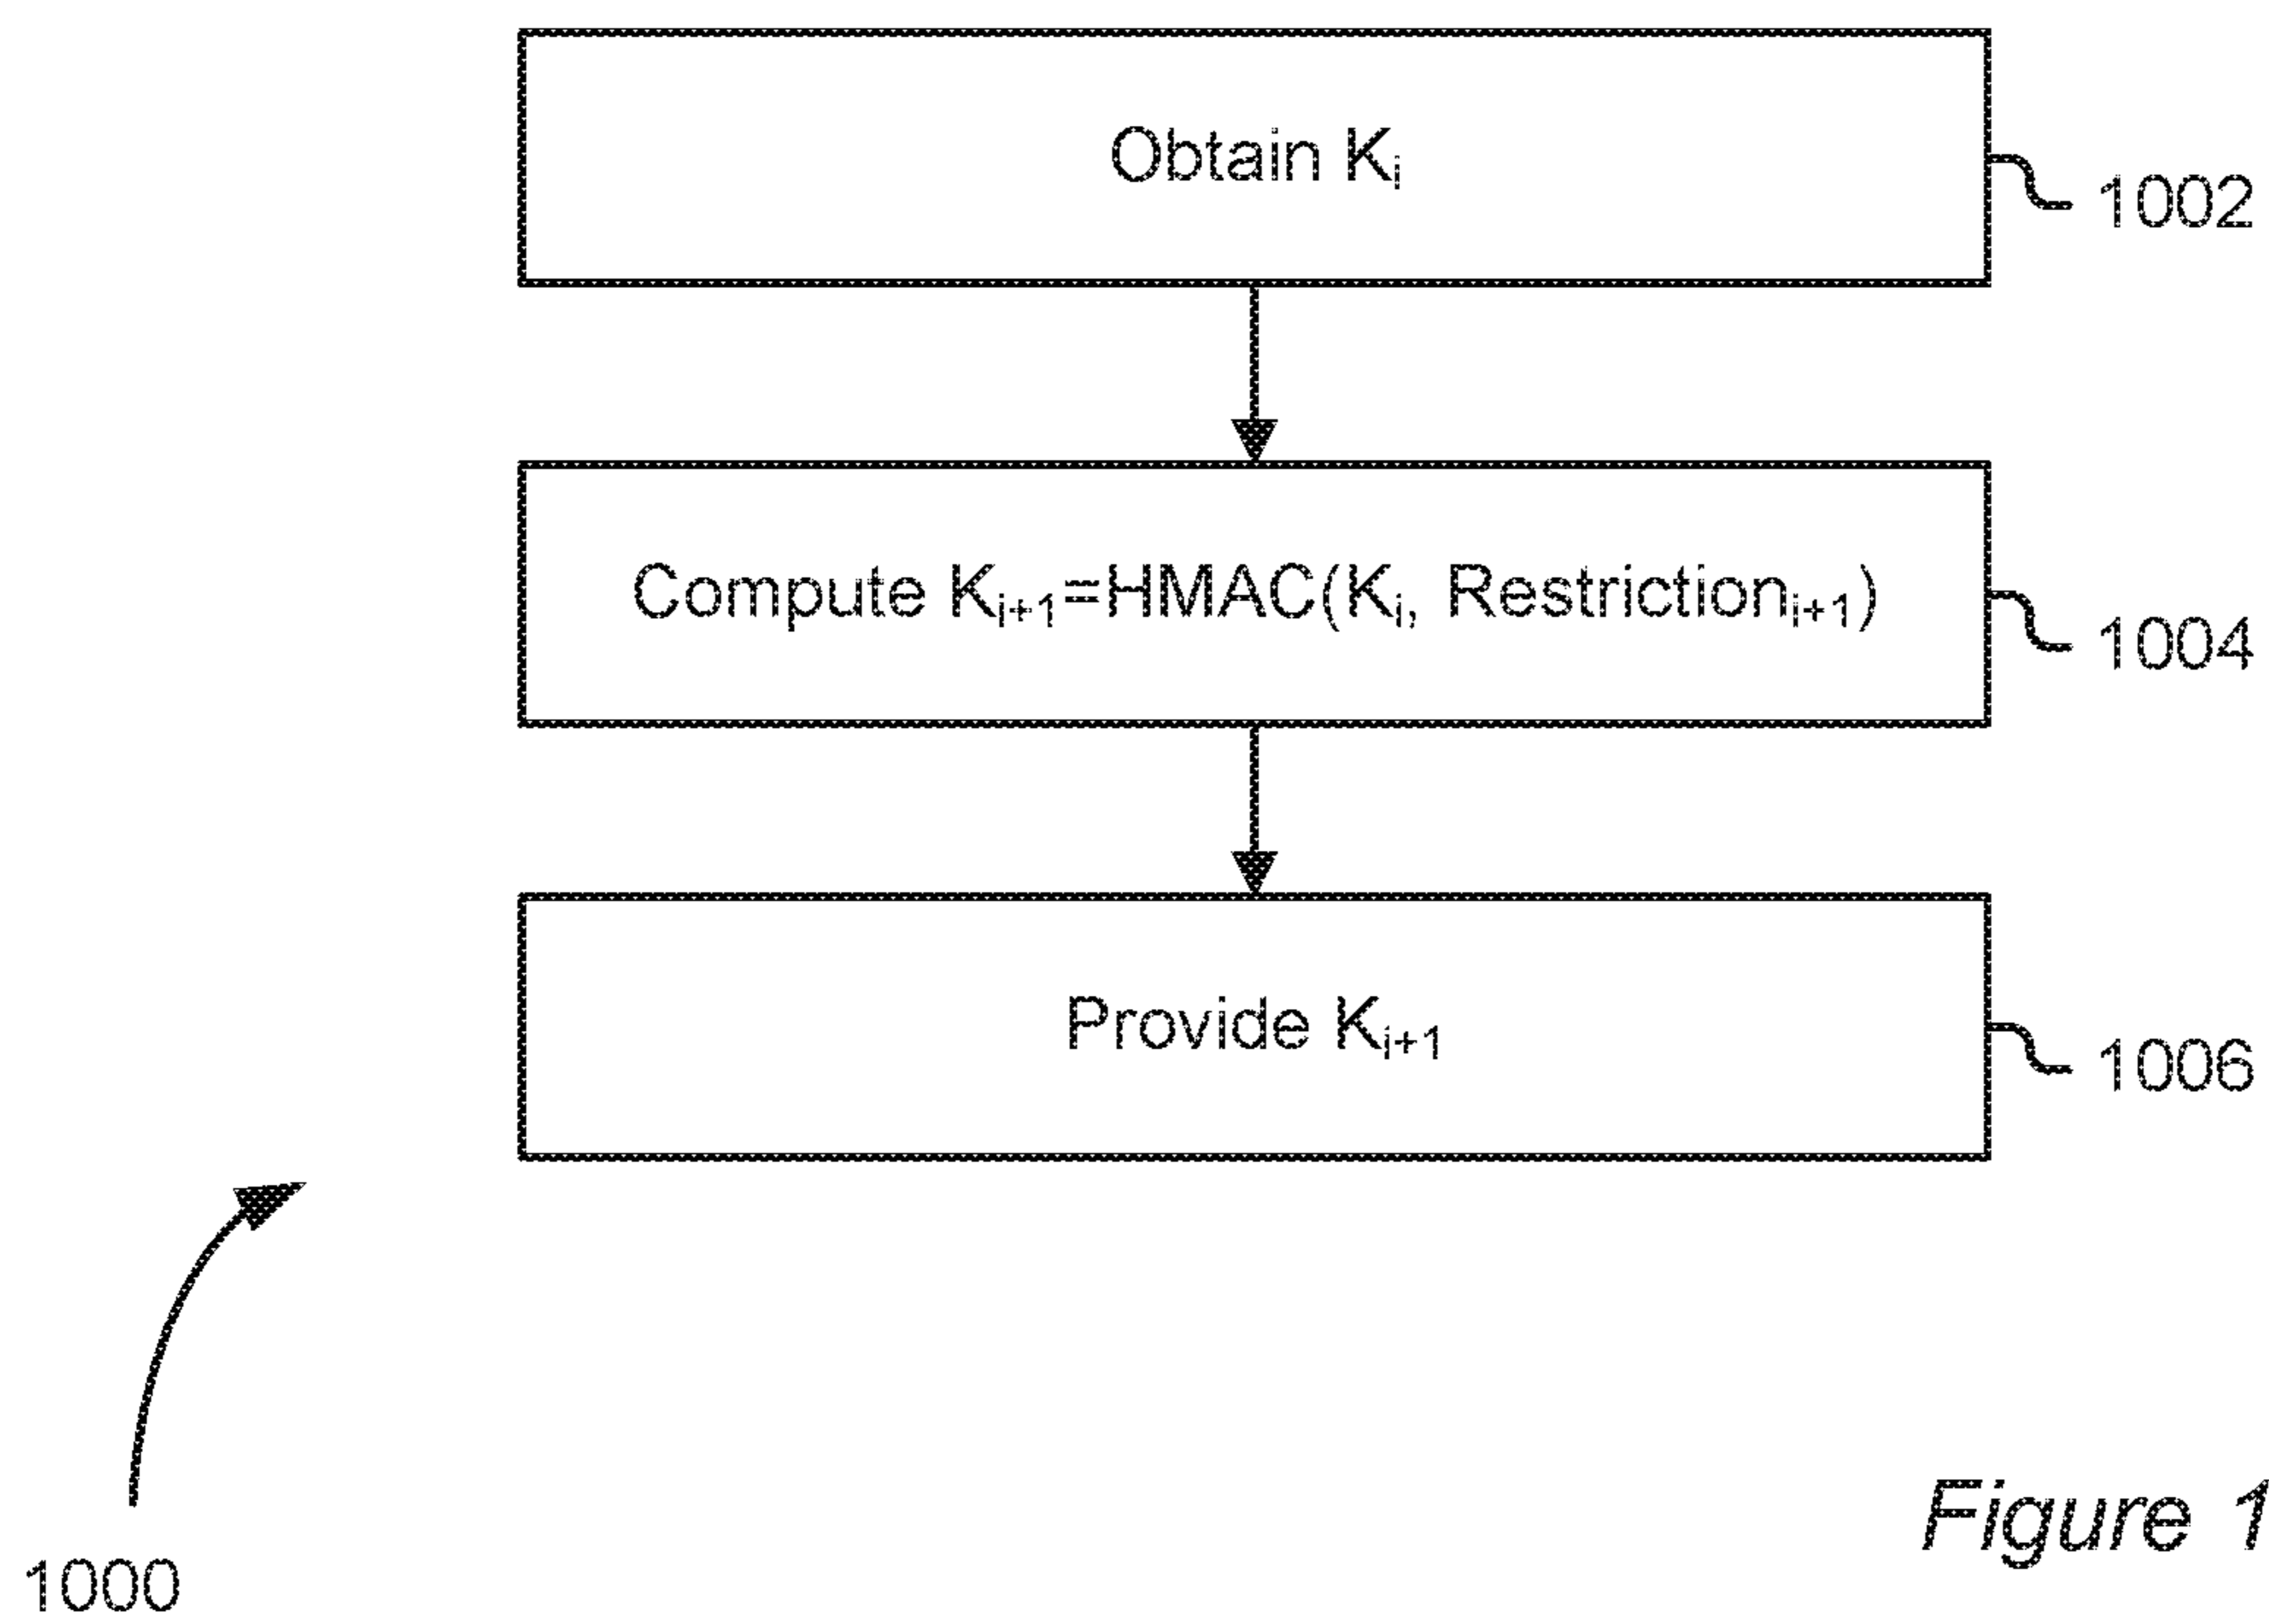 Obtain Kᵢ
1002
Compute Kᵢ₊₁=HMAC(Kᵢ, Restrictionᵢ₊₁)
1004
Provide Kᵢ₊₁
1006
1000
Figure 1